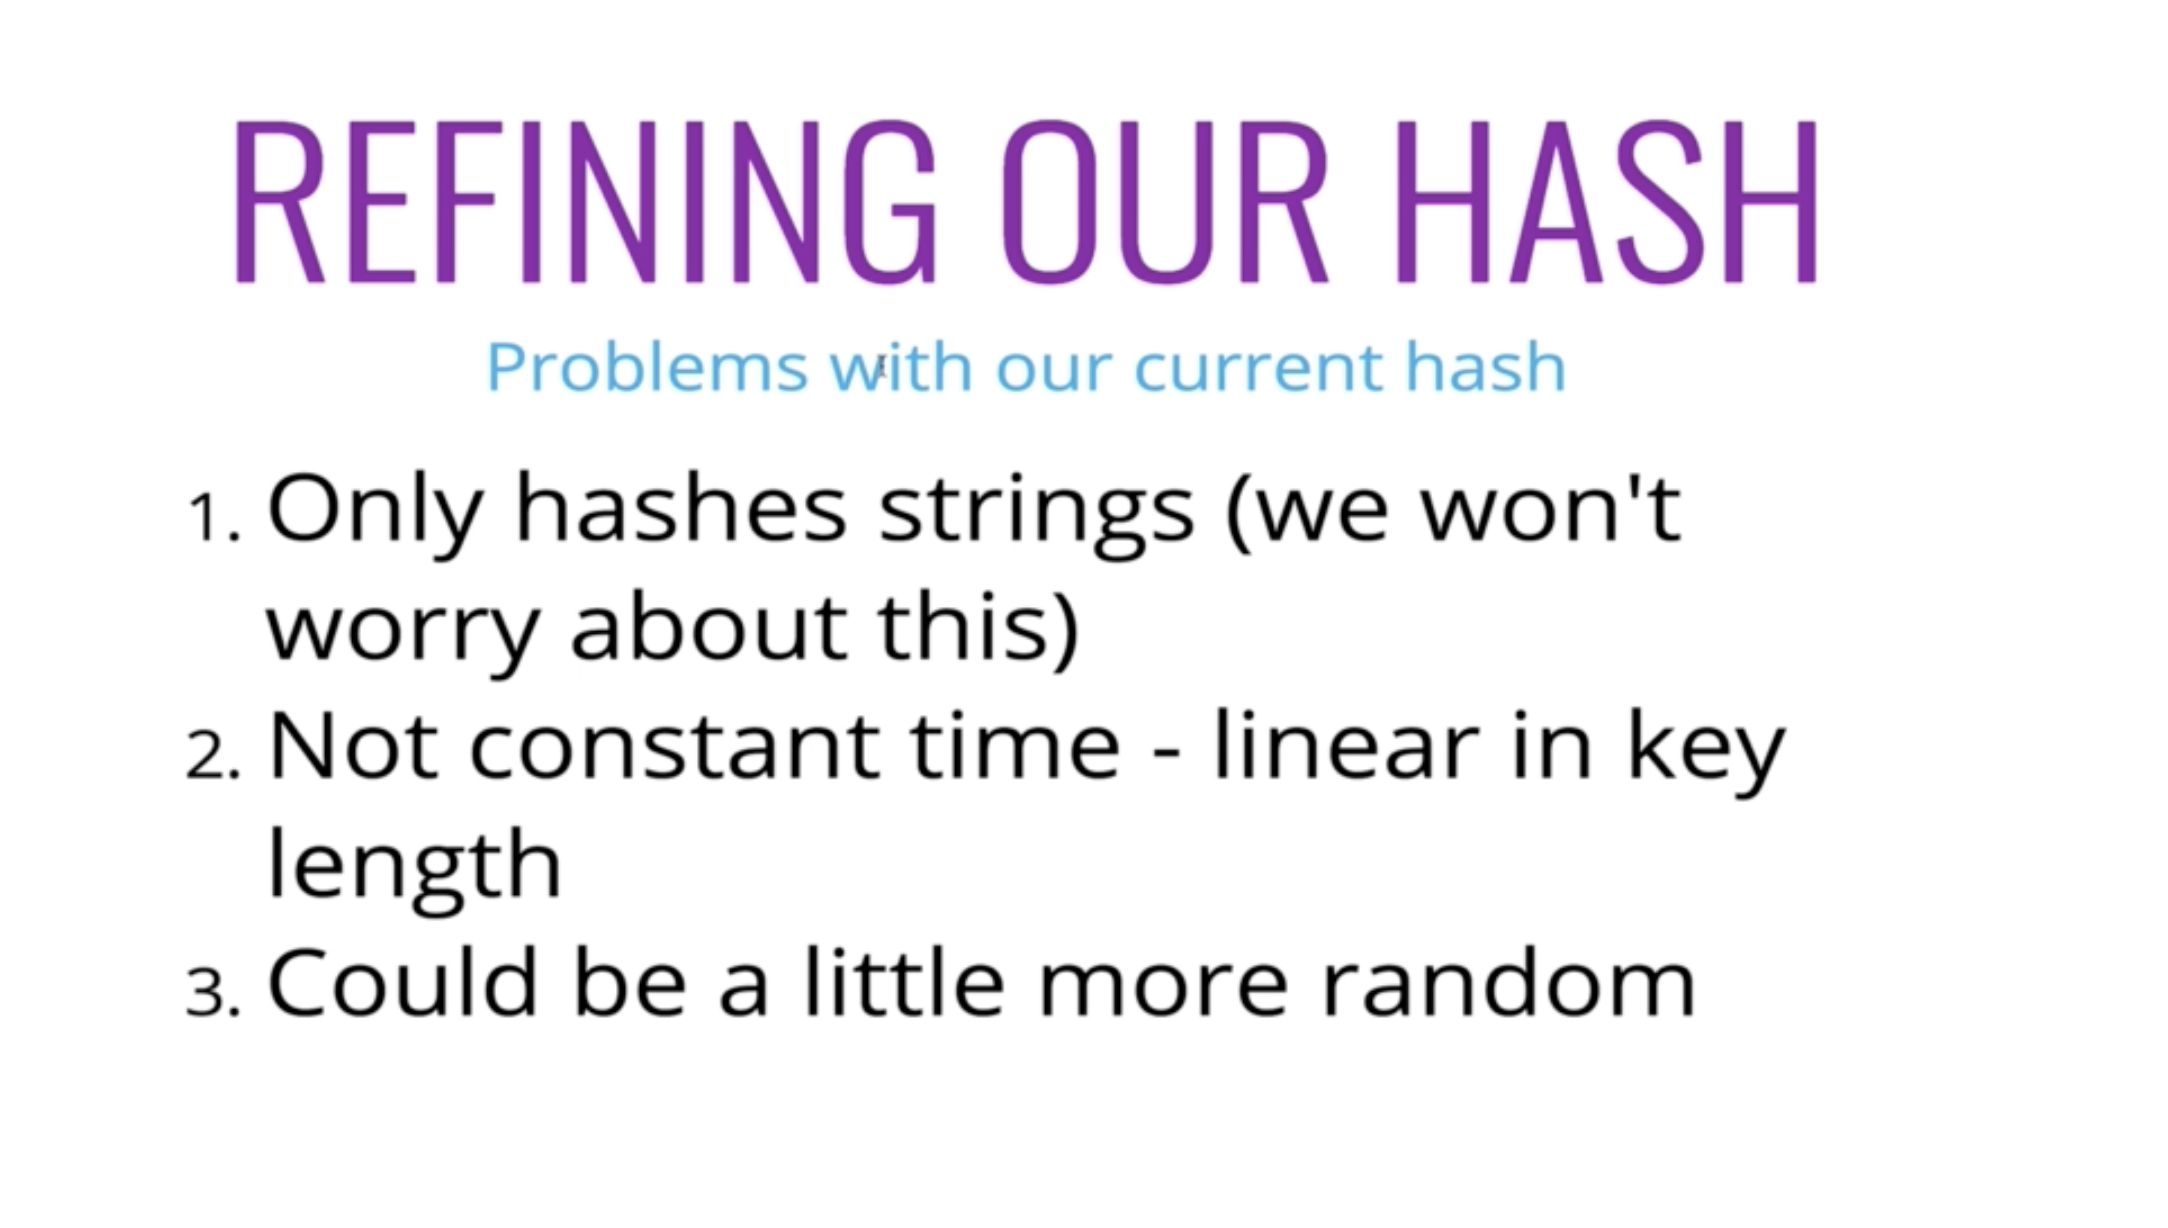 REFINING OUR HASH
Problems with our current hash
1. Only hashes strings (we won't
worry about this)
2. Not constant time - linear in key
length
3. Could be a little more random